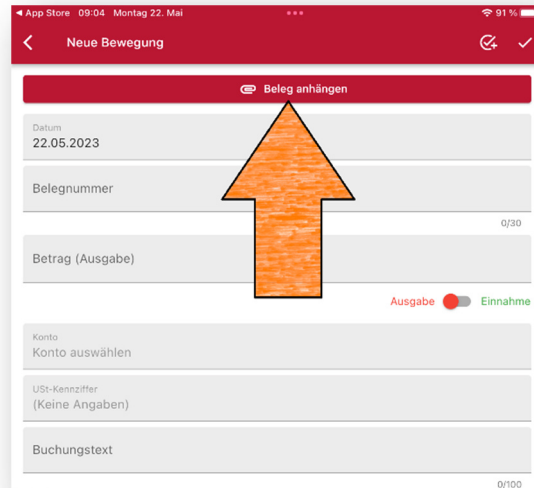 App Store 09:04 Montag 22. Mai 91 %
Neue Bewegung
Beleg anhängen
Datum
22.05.2023
Belegnummer
0/30
Betrag (Ausgabe)
Ausgabe Einnahme
Konto
Konto auswählen
USt-Kennziffer
(Keine Angaben)
Buchungstext
0/100